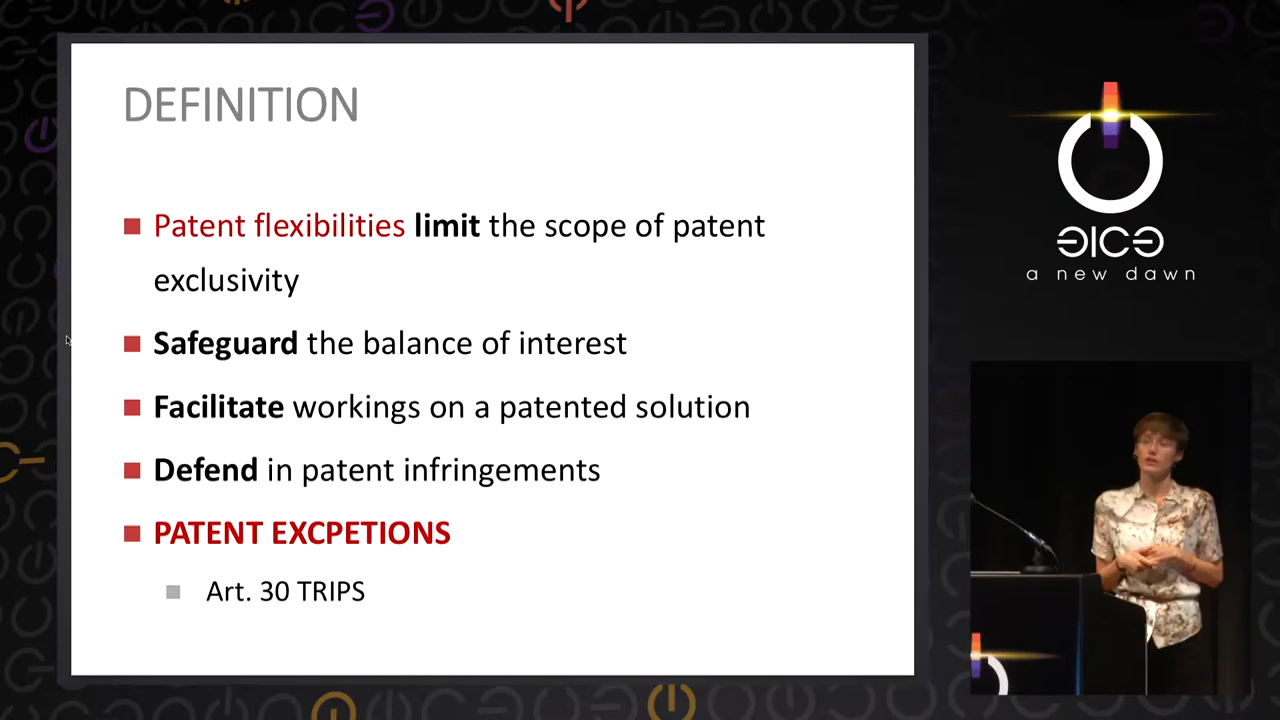 DEFINITION
Patent flexibilities limit the scope of patent
exclusivity
Safeguard the balance of interest
Facilitate workings on a patented solution
Defend in patent infringements
PATENT EXCPETIONS
Art. 30 TRIPS
a new dawn